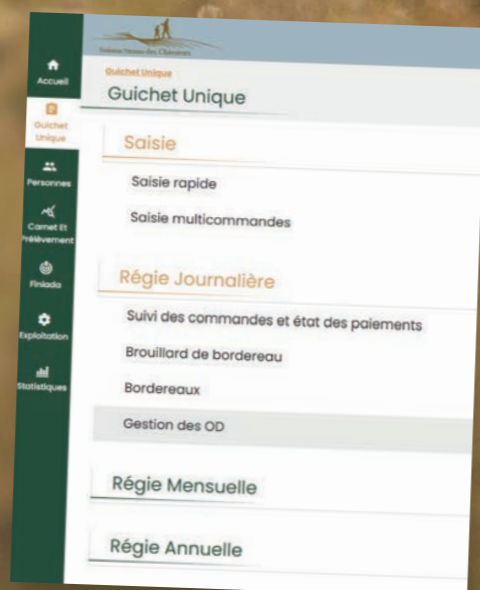 Accueil
Guichet
Unique
Personnes
Carnet Et
Prélèvement
Finiada
Exploitation
Statistiques
des Chasseurs
Guichet Unique
Guichet Unique
Saisie
Saisie rapide
Saisie multicommandes
Régie Journalière
Suivi des commandes et état des paiements
Brouillard de bordereau
Bordereaux
Gestion des OD
Régie Mensuelle
Régie Annuelle